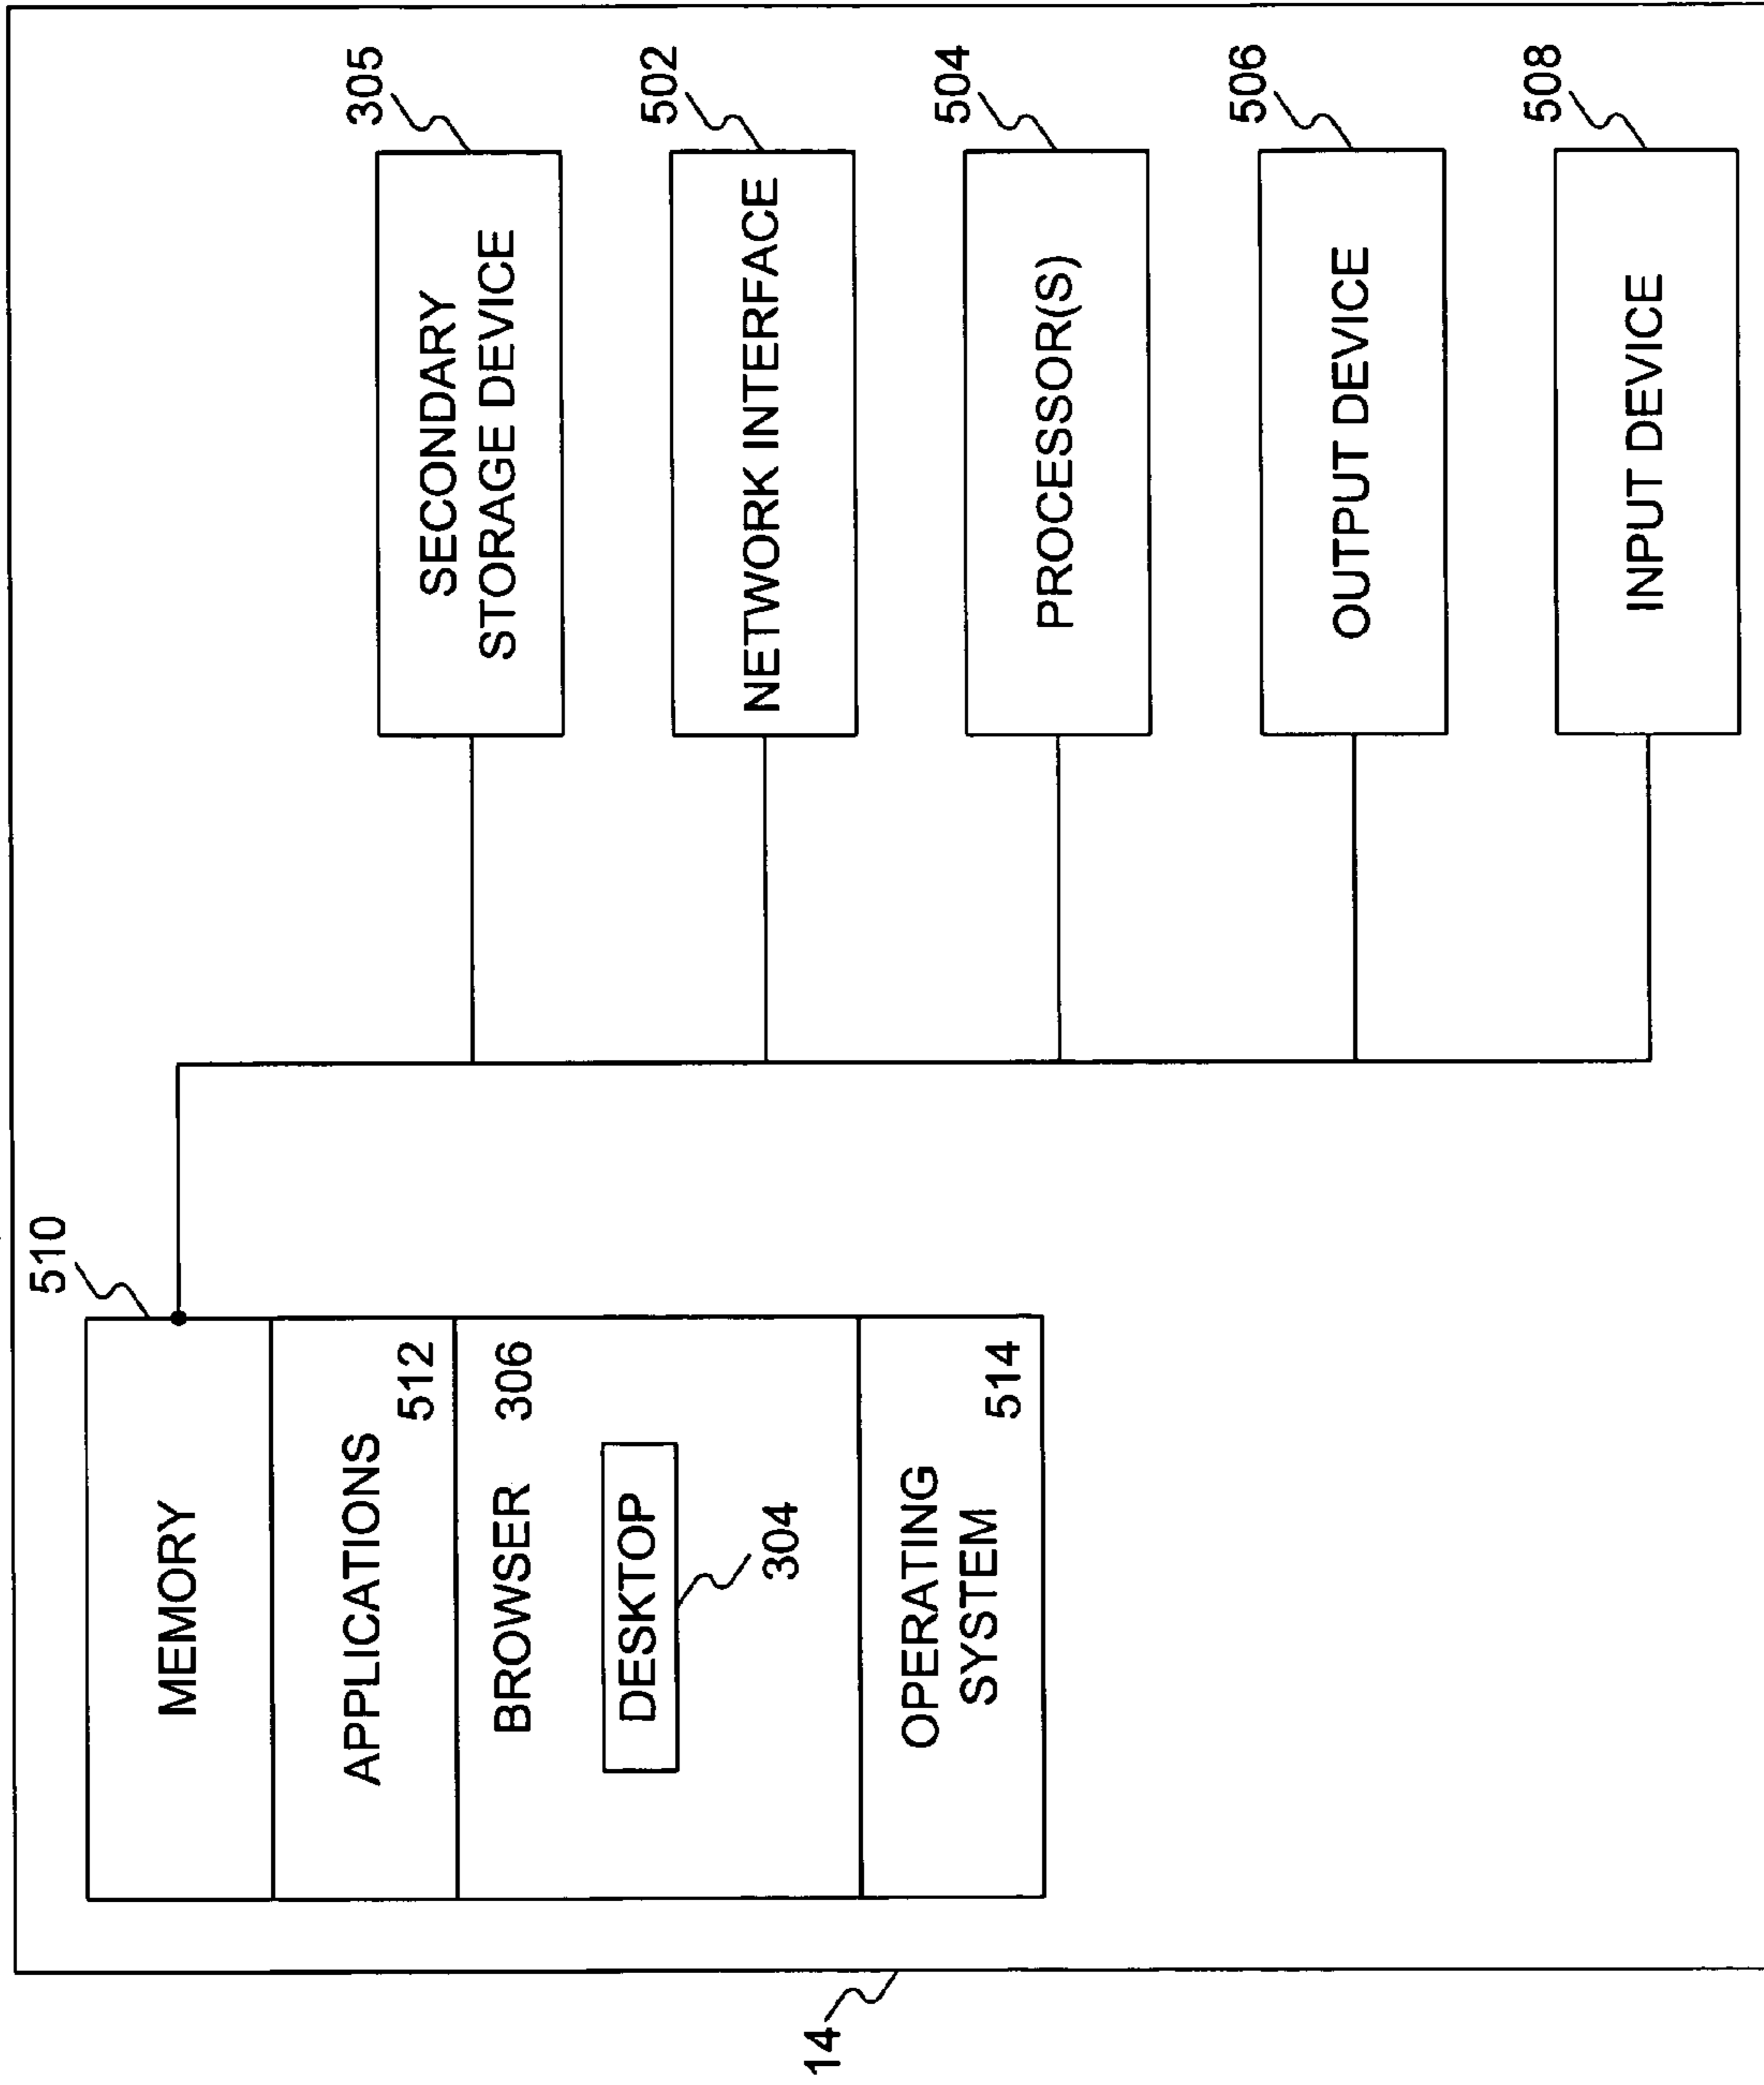 510
MEMORY
APPLICATIONS
512
BROWSER 306
DESKTOP
304
OPERATING
SYSTEM
514
14
305
SECONDARY
STORAGE DEVICE
502
NETWORK INTERFACE
504
PROCESSOR(S)
506
OUTPUT DEVICE
508
INPUT DEVICE